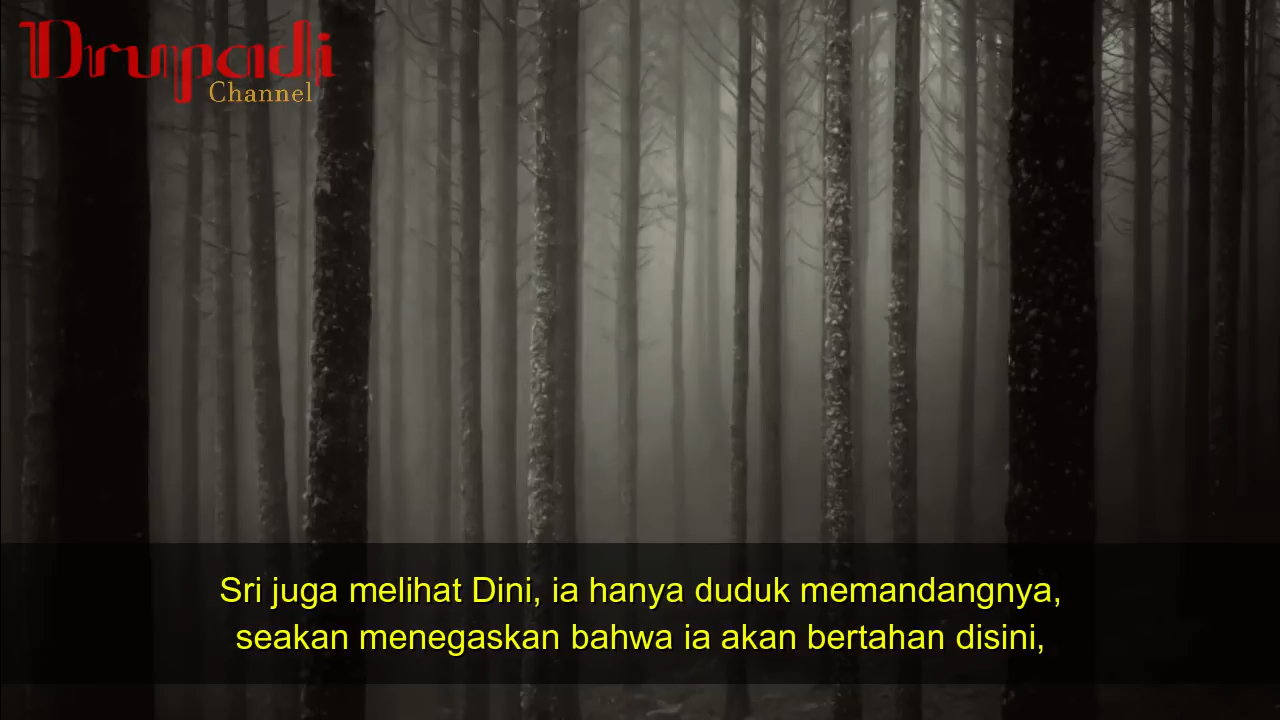 Drupadi
Channel
Sri juga melihat Dini, ia hanya duduk memandangnya,
seakan menegaskan bahwa ia akan bertahan disini,